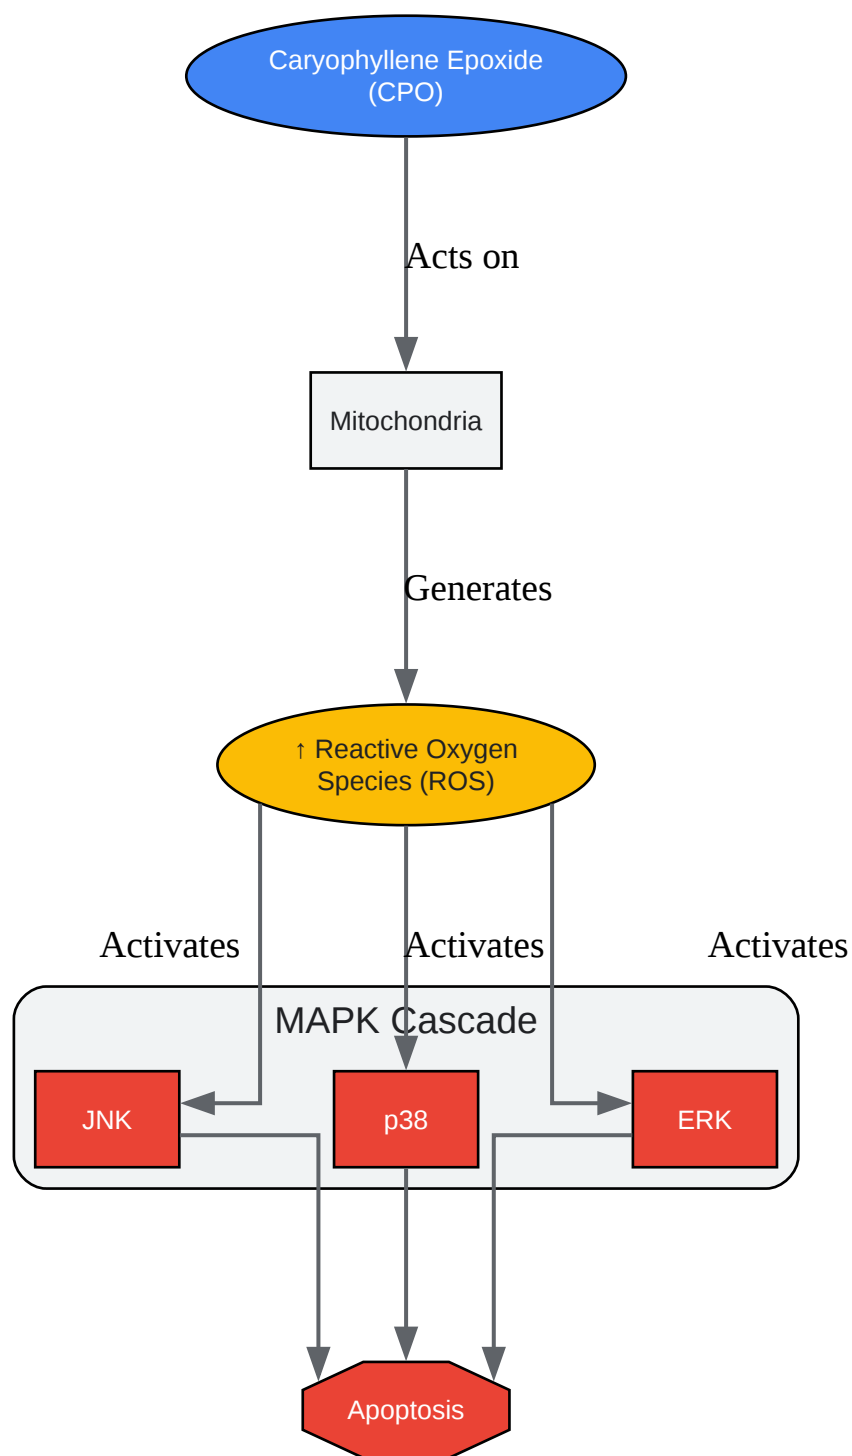 Caryophyllene Epoxide
(CPO)
Acts on
Mitochondria
Generates
↑ Reactive Oxygen
Species (ROS)
Activates
Activates
Activates
MAPK Cascade
JNK
p38
ERK
Apoptosis